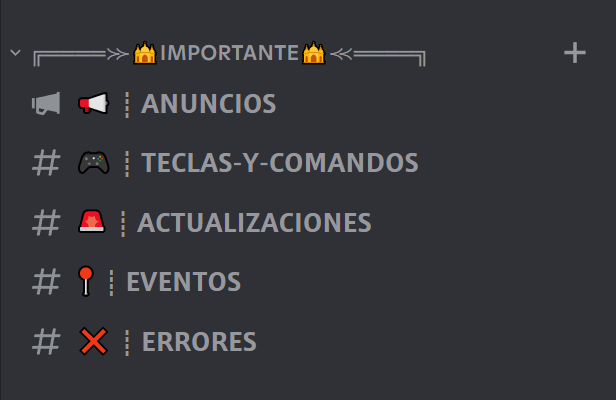 ╔═════≫🕌IMPORTANTE🕌≪═════╗
📢┊ANUNCIOS
# 🎮┊TECLAS-Y-COMANDOS
# 🚨┊ACTUALIZACIONES
# 📍┊EVENTOS
# ❌┊ERRORES